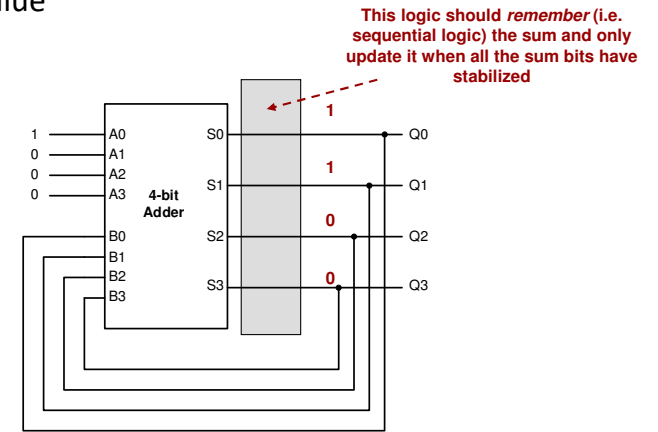 This logic should remember (i.e.
sequential logic) the sum and only
update it when all the sum bits have
stabilized
1
1 A0 S0 Q0
0 A1
0 A2
1
0 A3 S1 Q1
4-bit
Adder
0
B0 S2 Q2
B1
B2
0
B3 S3 Q3